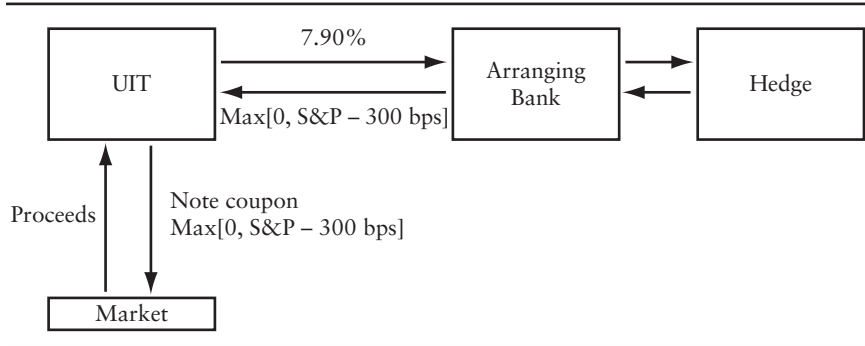 7.90%
UIT
Arranging
Bank
Hedge
Max[0, S&P – 300 bps]
Proceeds
Note coupon
Max[0, S&P – 300 bps]
Market